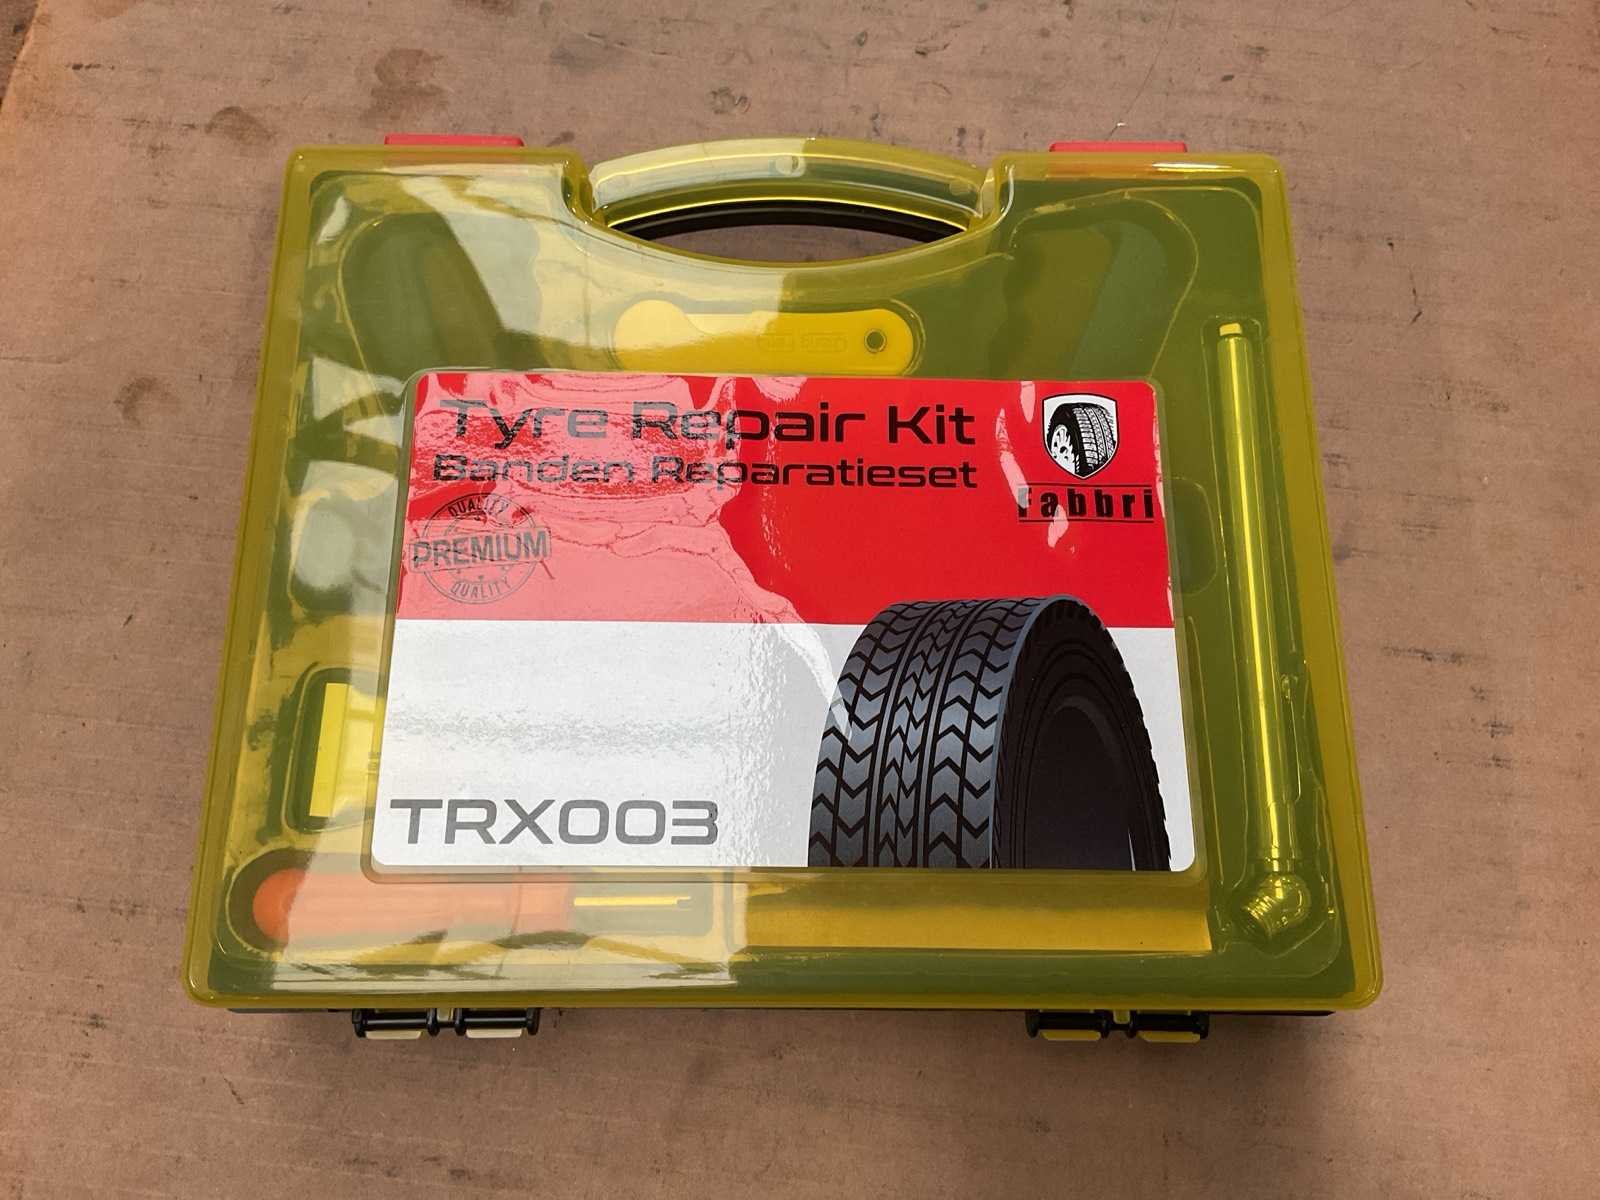 Tyre Repair Kit
Banden Reparatieset
Fabbri
QUALITY
PREMIUM
QUALITY
TRX003